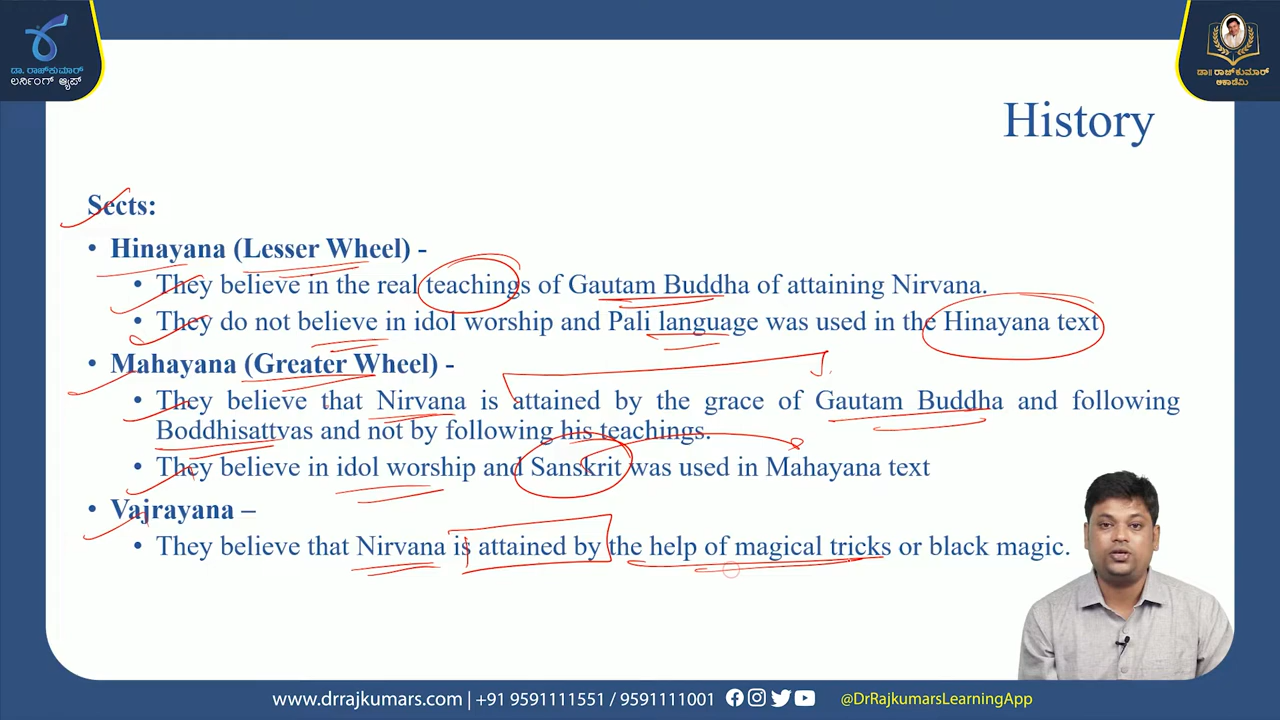 ಡಾ. ರಾಜ್‌ಕುಮಾರ್
ಲರ್ನಿಂಗ್ ಆ್ಯಪ್
ಡಾ|| ರಾಜ್‌ಕುಮಾರ್
ಅಕಾಡೆಮಿ
History
Sects:
• Hinayana (Lesser Wheel) -
• They believe in the real teachings of Gautam Buddha of attaining Nirvana.
• They do not believe in idol worship and Pali language was used in the Hinayana text
• Mahayana (Greater Wheel) -
• They believe that Nirvana is attained by the grace of Gautam Buddha and following
Boddhisattvas and not by following his teachings.
• They believe in idol worship and Sanskrit was used in Mahayana text
• Vajrayana –
• They believe that Nirvana is attained by the help of magical tricks or black magic.
www.drrajkumars.com | +91 9591111551 / 9591111001 @DrRajkumarsLearningApp